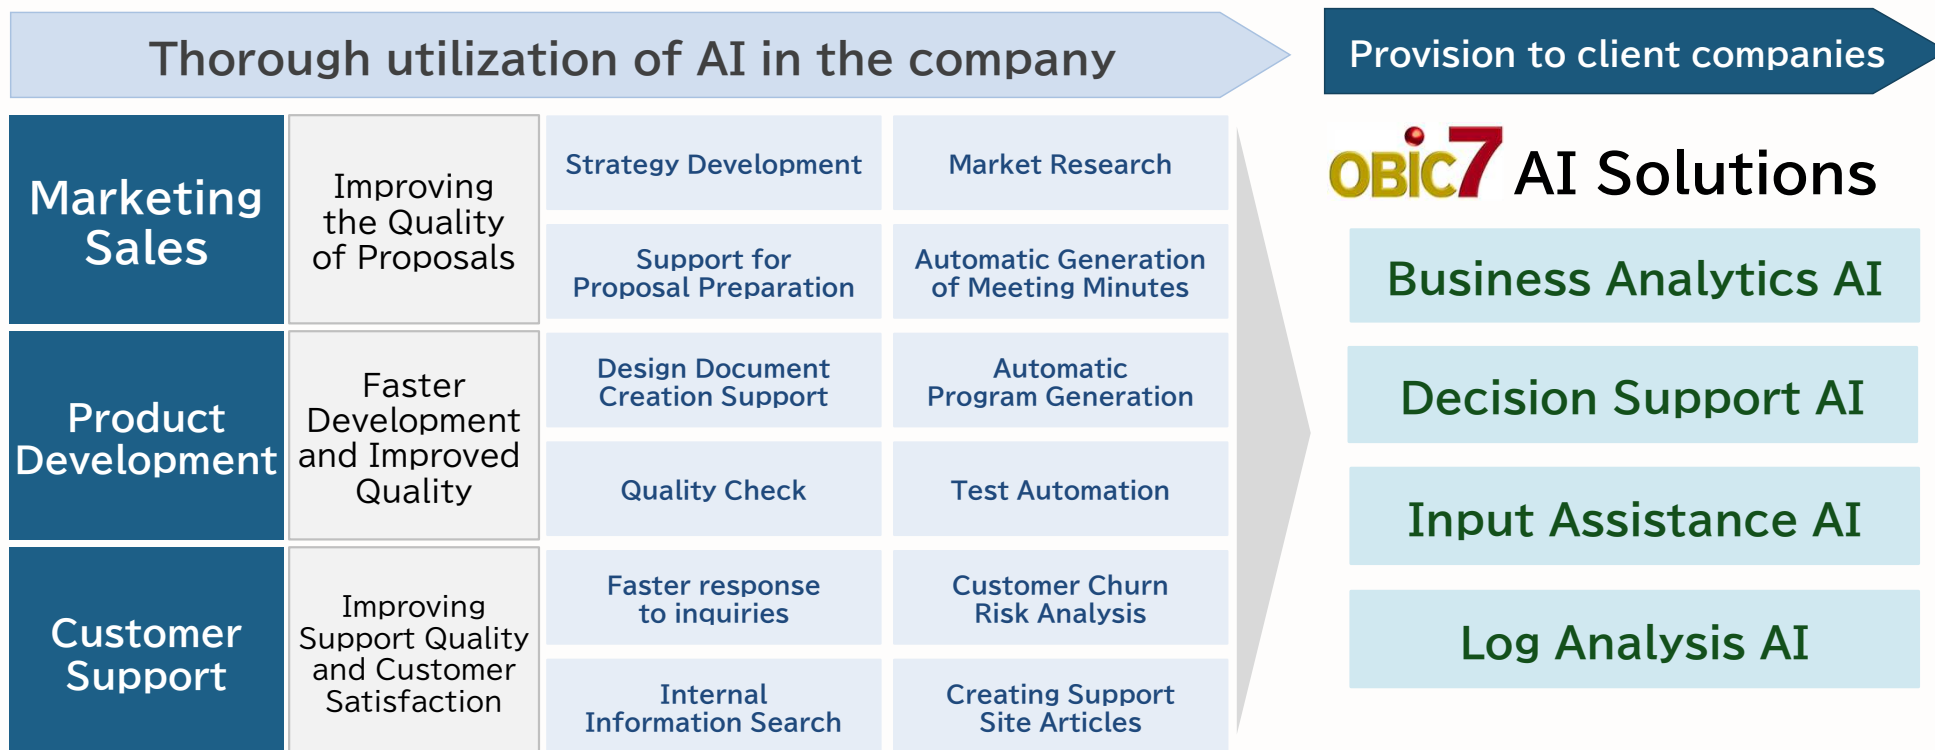 Thorough utilization of AI in the company
Provision to client companies
Marketing
Sales
Improving
the Quality
of Proposals
Strategy Development
Market Research
Support for
Proposal Preparation
Automatic Generation
of Meeting Minutes
Product
Development
Faster
Development
and Improved
Quality
Design Document
Creation Support
Automatic
Program Generation
Quality Check
Test Automation
Customer
Support
Improving
Support Quality
and Customer
Satisfaction
Faster response
to inquiries
Customer Churn
Risk Analysis
Internal
Information Search
Creating Support
Site Articles
OBiC7 AI Solutions
Business Analytics AI
Decision Support AI
Input Assistance AI
Log Analysis AI